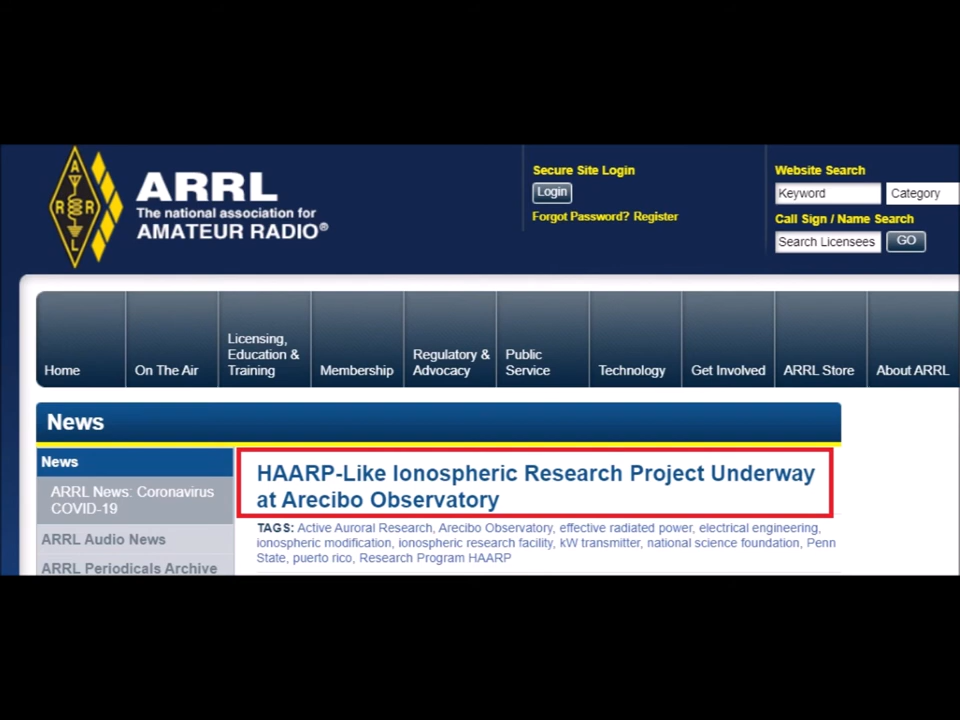 A
R R
L
ARRL
The national association for
AMATEUR RADIO®
Secure Site Login
Login
Forgot Password? Register
Website Search
Keyword
Category
Call Sign / Name Search
Search Licensees
GO
Home
On The Air
Licensing,
Education &
Training
Membership
Regulatory &
Advocacy
Public
Service
Technology
Get Involved
ARRL Store
About ARRL
News
News
ARRL News: Coronavirus
COVID-19
ARRL Audio News
ARRL Periodicals Archive
HAARP-Like Ionospheric Research Project Underway
at Arecibo Observatory
TAGS: Active Auroral Research, Arecibo Observatory, effective radiated power, electrical engineering,
ionospheric modification, ionospheric research facility, kW transmitter, national science foundation, Penn
State, puerto rico, Research Program HAARP